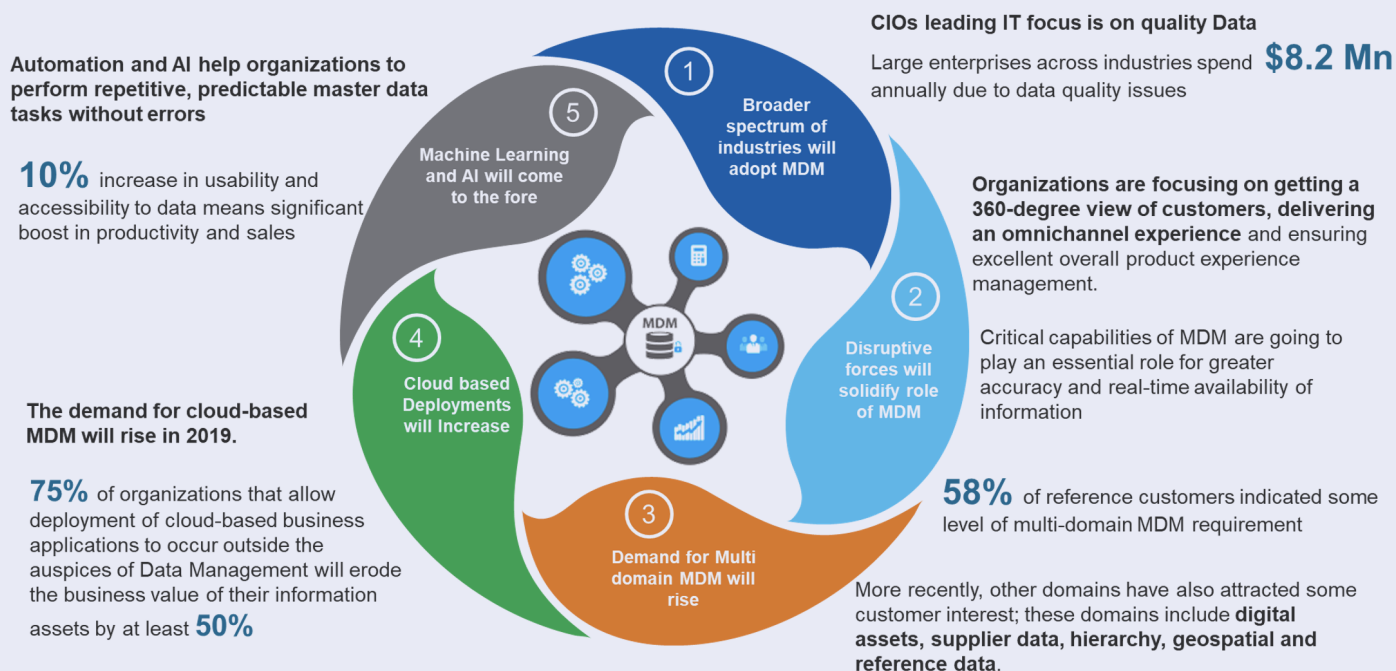 CIOs leading IT focus is on quality Data
Large enterprises across industries spend $8.2 Mn
annually due to data quality issues
1
Broader
spectrum of
industries will
adopt MDM
Organizations are focusing on getting a
360-degree view of customers, delivering
an omnichannel experience and ensuring
excellent overall product experience
management.
Critical capabilities of MDM are going to
play an essential role for greater
accuracy and real-time availability of
information
2
Disruptive
forces will
solidify role
of MDM
58% of reference customers indicated some
level of multi-domain MDM requirement
More recently, other domains have also attracted some
customer interest; these domains include digital
assets, supplier data, hierarchy, geospatial and
reference data.
3
Demand for Multi
domain MDM will
rise
The demand for cloud-based
MDM will rise in 2019.
75% of organizations that allow
deployment of cloud-based business
applications to occur outside the
auspices of Data Management will erode
the business value of their information
assets by at least 50%
4
Cloud based
Deployments
will Increase
Automation and AI help organizations to
perform repetitive, predictable master data
tasks without errors
10% increase in usability and
accessibility to data means significant
boost in productivity and sales
5
Machine Learning
and AI will come
to the fore
MDM